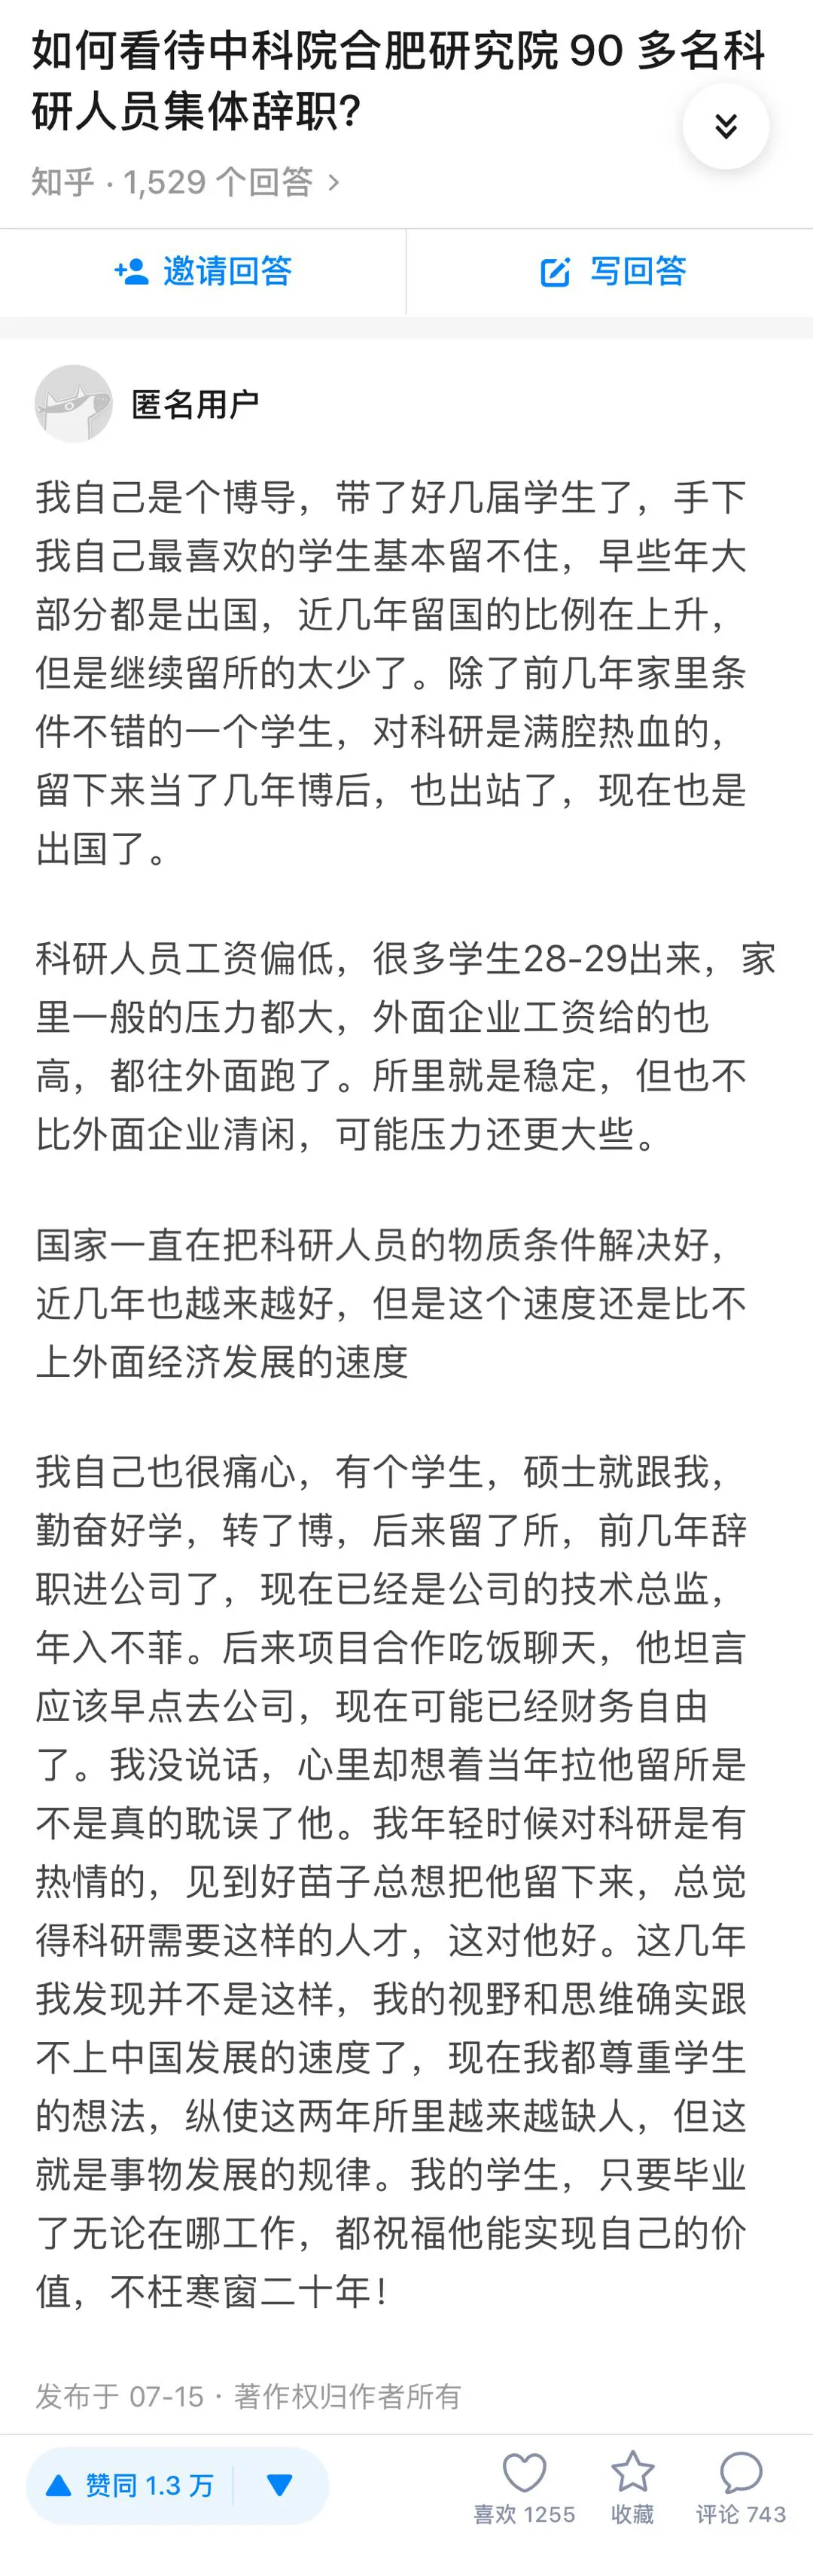 如何看待中科院合肥研究院 90 多名科
研人员集体辞职?
知乎 · 1,529 个回答 >
邀请回答
写回答
匿名用户
我自己是个博导，带了好几届学生了，手下
我自己最喜欢的学生基本留不住，早些年大
部分都是出国，近几年留国的比例在上升，
但是继续留所的太少了。除了前几年家里条
件不错的一个学生，对科研是满腔热血的，
留下来当了几年博后，也出站了，现在也是
出国了。
科研人员工资偏低，很多学生28-29出来，家
里一般的压力都大，外面企业工资给的也
高，都往外面跑了。所里就是稳定，但也不
比外面企业清闲，可能压力还更大些。
国家一直在把科研人员的物质条件解决好，
近几年也越来越好，但是这个速度还是比不
上外面经济发展的速度
我自己也很痛心，有个学生，硕士就跟我，
勤奋好学，转了博，后来留了所，前几年辞
职进公司了，现在已经是公司的技术总监，
年入不菲。后来项目合作吃饭聊天，他坦言
应该早点去公司，现在可能已经财务自由
了。我没说话，心里却想着当年拉他留所是
不是真的耽误了他。我年轻时候对科研是有
热情的，见到好苗子总想把他留下来，总觉
得科研需要这样的人才，这对他好。这几年
我发现并不是这样，我的视野和思维确实跟
不上中国发展的速度了，现在我都尊重学生
的想法，纵使这两年所里越来越缺人，但这
就是事物发展的规律。我的学生，只要毕业
了无论在哪工作，都祝福他能实现自己的价
值，不枉寒窗二十年！
发布于 07-15 · 著作权归作者所有
赞同 1.3 万
喜欢 1255
收藏
评论 743